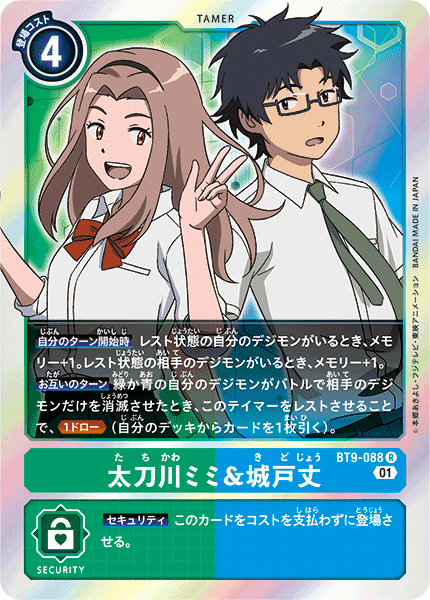 TAMER
登場コスト
4
自分のターン開始時 レスト状態の自分のデジモンがいるとき、メモ
リー+1。レスト状態の相手のデジモンがいるとき、メモリー+1。
お互いのターン 緑か青の自分のデジモンがバトルで相手のデジ
モンだけを消滅させたとき、このテイマーをレストさせること
で、1ドロー(自分のデッキからカードを1枚引く)。
BT9-088 R
太刀川ミミ&城戸丈
01
セキュリティ このカードをコストを支払わずに登場さ
せる。
SECURITY
©本郷あきよし・フジテレビ・東映アニメーション BANDAI MADE IN JAPAN